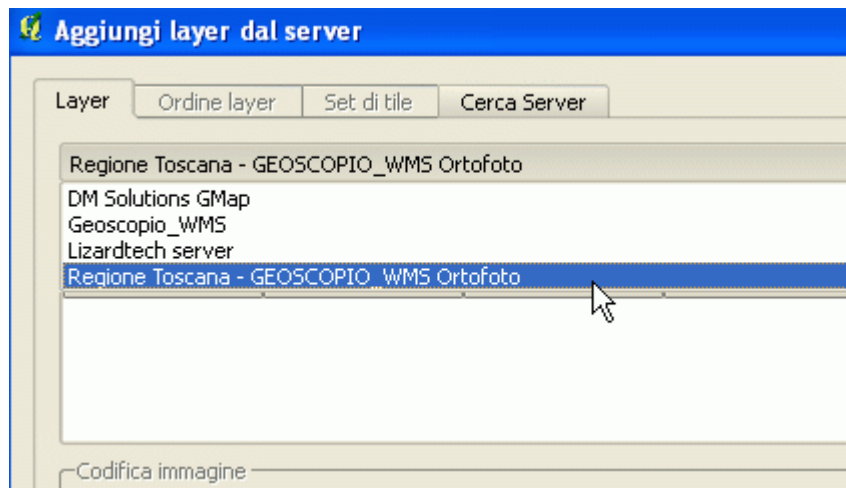 Aggiungi layer dal server
Layer Ordine layer Set di tile Cerca Server
Regione Toscana - GEOSCOPIO_WMS Ortofoto
DM Solutions GMap
Geoscopio_WMS
Lizardtech server
Regione Toscana - GEOSCOPIO_WMS Ortofoto
Codifica immagine